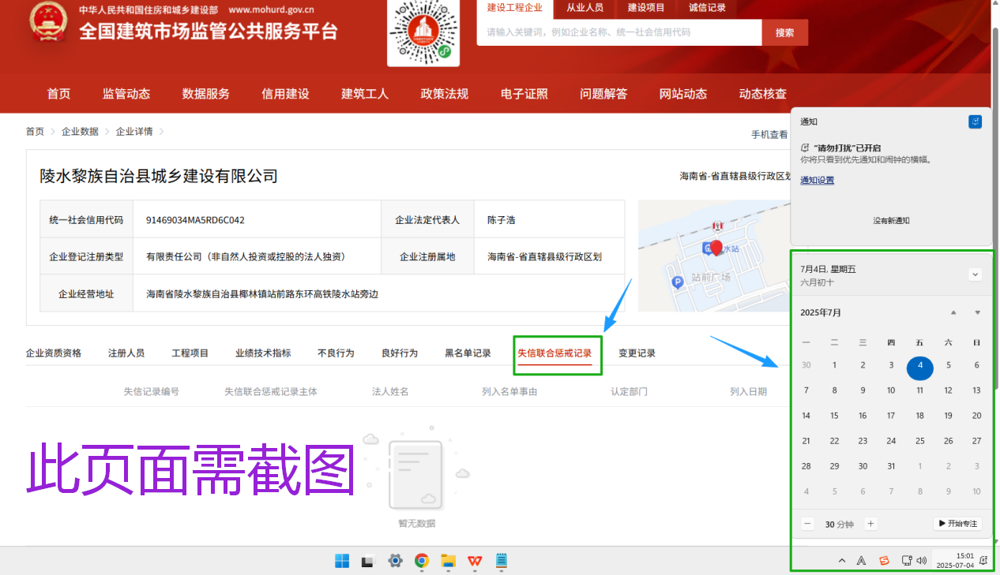 中华人民共和国住房和城乡建设部 www.mohurd.gov.cn
全国建筑市场监管公共服务平台
建设工程企业 从业人员 建设项目 诚信记录
请输入关键词，例如企业名称、统一社会信用代码 搜索
首页 监管动态 数据服务 信用建设 建筑工人 政策法规 电子证照 问题解答 网站动态 动态核查
首页 > 企业数据 > 企业详情 >
手机查看
陵水黎族自治县城乡建设有限公司
海南省-省直辖县级行政区划
统一社会信用代码 91469034MA5RD6C042 企业法定代表人 陈子浩
企业登记注册类型 有限责任公司（非自然人投资或控股的法人独资） 企业注册属地 海南省-省直辖县级行政区划
企业经营地址 海南省陵水黎族自治县椰林镇站前路东环高铁陵水站旁边
水站
P 站前广场
企业资质资格 注册人员 工程项目 业绩技术指标 不良行为 良好行为 黑名单记录 失信联合惩戒记录 变更记录
失信记录编号 失信联合惩戒记录主体 法人姓名 列入名单事由 认定部门 列入日期
此页面需截图
暂无数据
通知
“请勿打扰”已开启
你将只看到优先通知和闹钟的横幅。
通知设置
没有新通知
7月4日, 星期五
六月初十
2025年7月
一 二 三 四 五 六 日
30 1 2 3 4 5 6
7 8 9 10 11 12 13
14 15 16 17 18 19 20
21 22 23 24 25 26 27
28 29 30 31 1 2 3
4 5 6 7 8 9 10
30 分钟 开始专注
15:01
2025-07-04